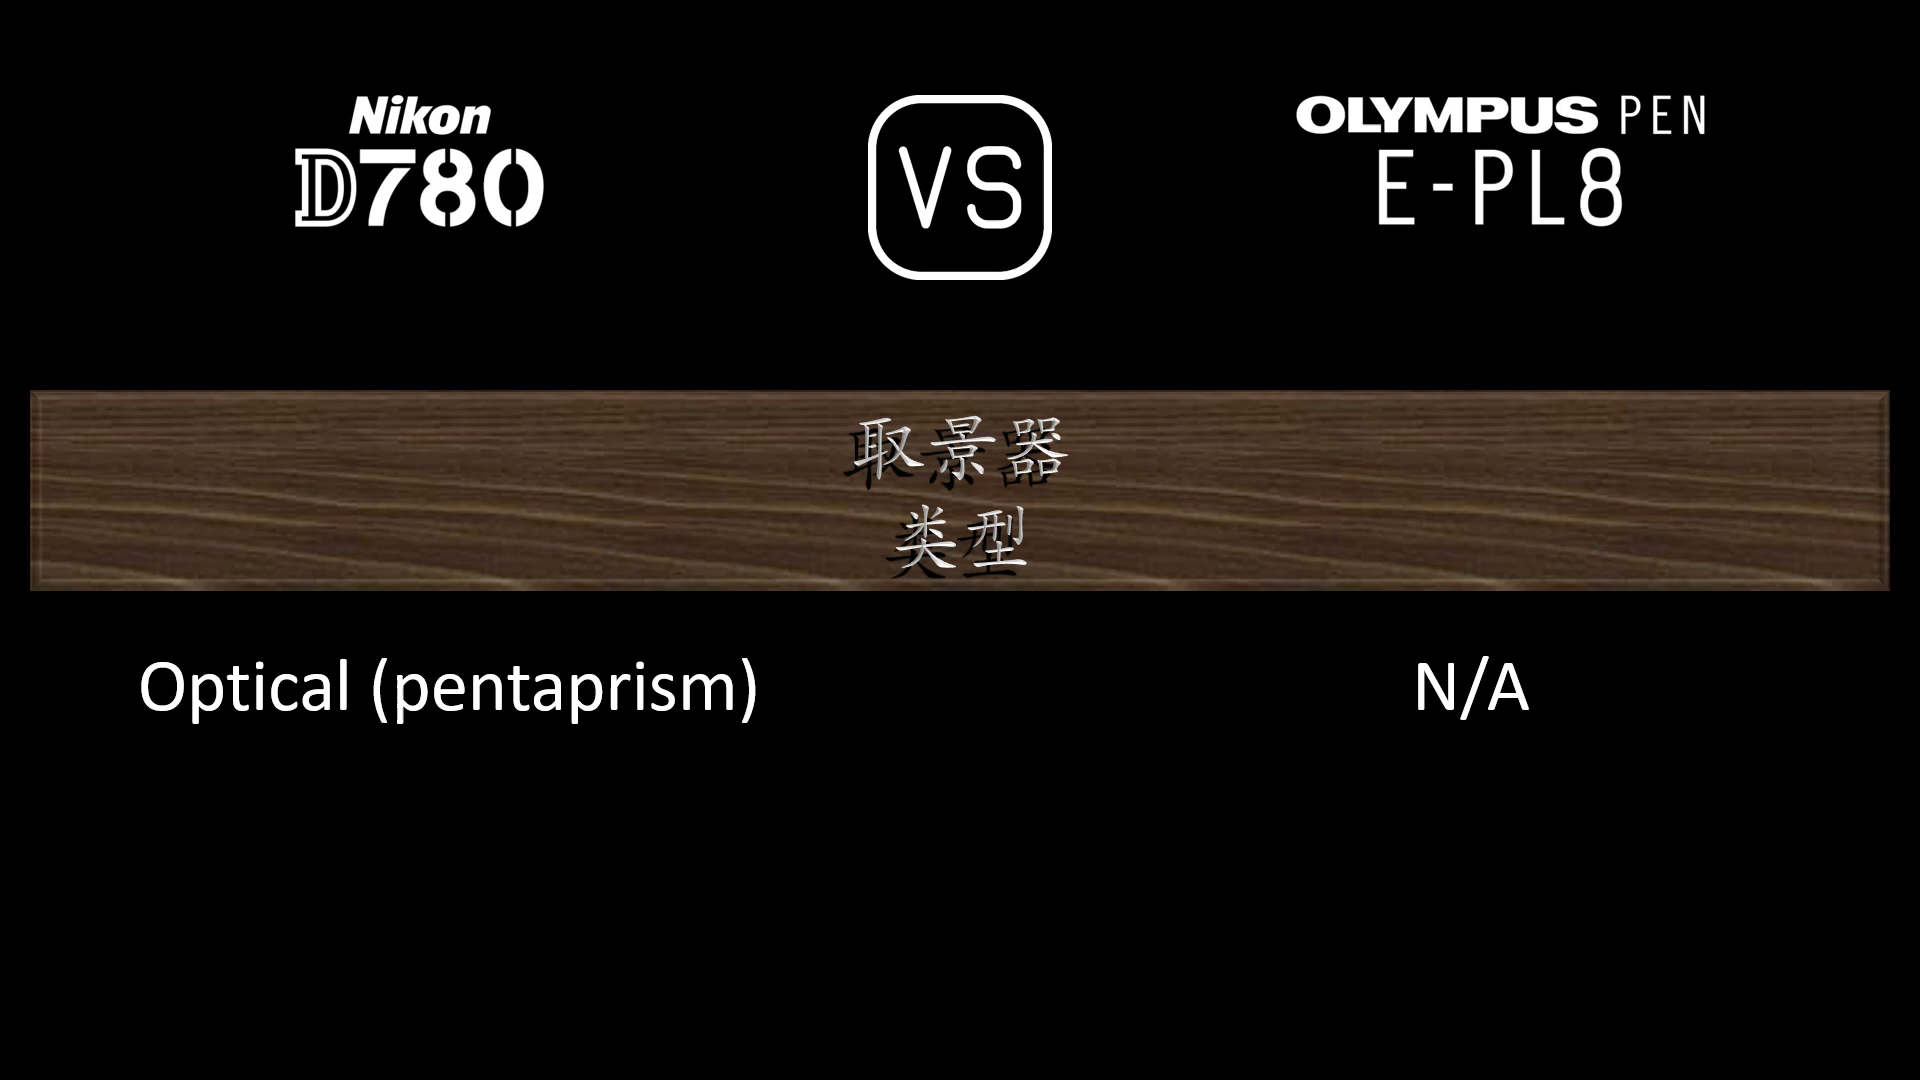 Nikon
D780
VS
OLYMPUS PEN
E-PL8
取景器
类型
Optical (pentaprism)
N/A